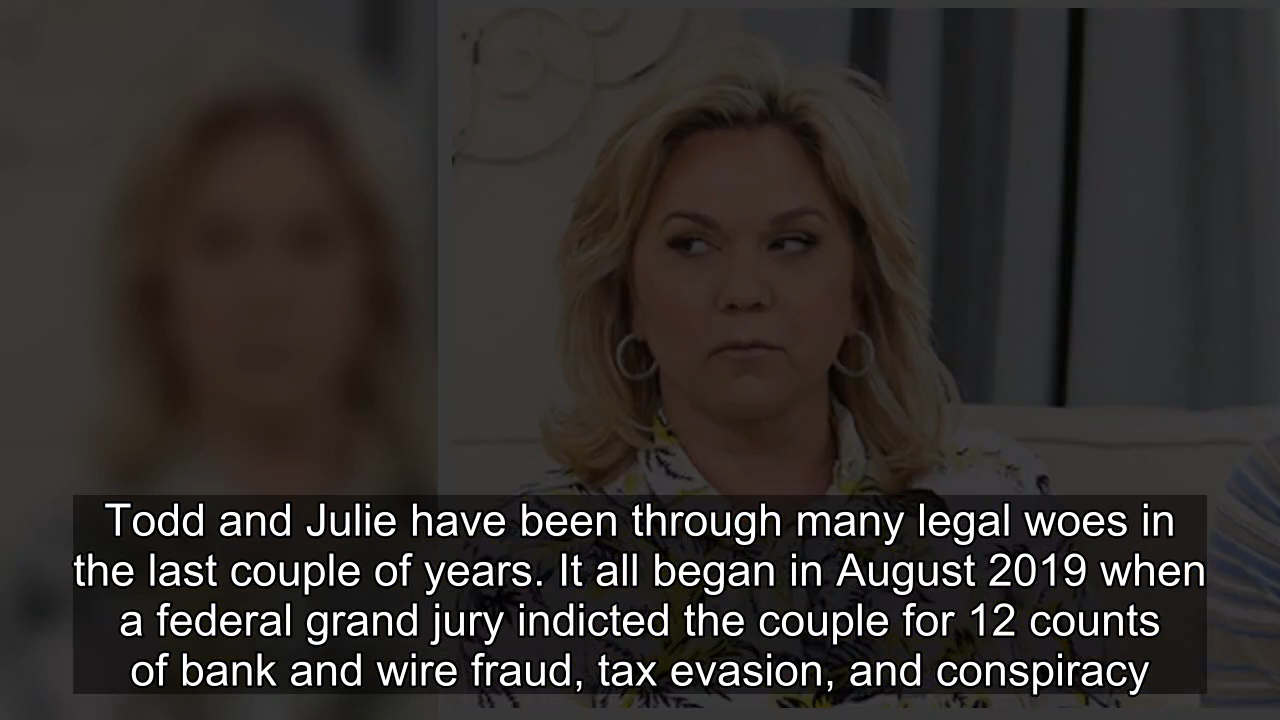 Todd and Julie have been through many legal woes in
the last couple of years. It all began in August 2019 when
a federal grand jury indicted the couple for 12 counts
of bank and wire fraud, tax evasion, and conspiracy